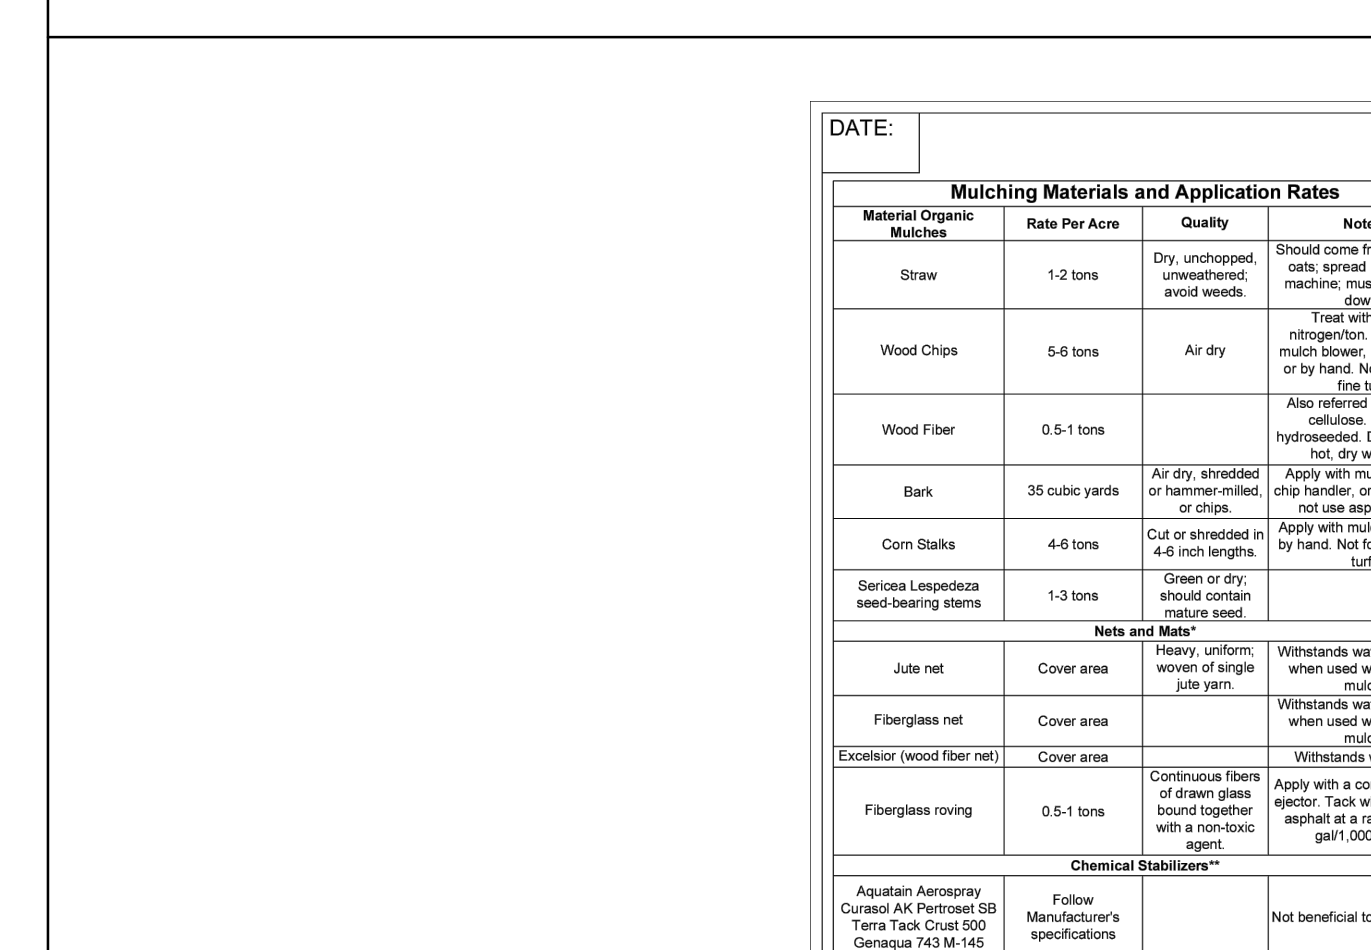 DATE:
Mulching Materials and Application Rates
Material Organic
Mulches
Rate Per Acre
Quality
Straw
1-2 tons
Dry, unchopped,
unweathered;
avoid weeds.
Should come
oats; spread
machine;
Wood Chips
5-6 tons
Air dry
Treat with
nitrogen/ton.
mulch blower,
or by hand.
fine
Wood Fiber
0.5-1 tons
Also referred
cellulose.
hydroseeded.
hot, dry
Bark
35 cubic yards
Air dry, shredded
or hammer-milled,
or chips.
Apply with
chip handler, or
not use
Corn Stalks
4-6 tons
Cut or shredded in
4-6 inch lengths.
Apply with
by hand. Not
Sericea Lespedeza
seed-bearing stems
1-3 tons
Green or dry;
should contain
mature seed.
Nets and Mats*
Jute net
Cover area
Heavy, uniform;
woven of single
jute yarn.
Withstands
when used
Fiberglass net
Cover area
Withstands
when used
Excelsior (wood fiber net)
Cover area
Withstands
Fiberglass roving
0.5-1 tons
Continuous fibers
of drawn glass
bound together
with a non-toxic
agent.
Apply with a
ejector. Tack
asphalt at a
Chemical Stabilizers**
Aquatain Aerospray
Curasol AK Pertroset SB
Terra Tack Crust 500
Genaqua 743 M-145
Follow
Manufacturer's
specifications
Not beneficial to